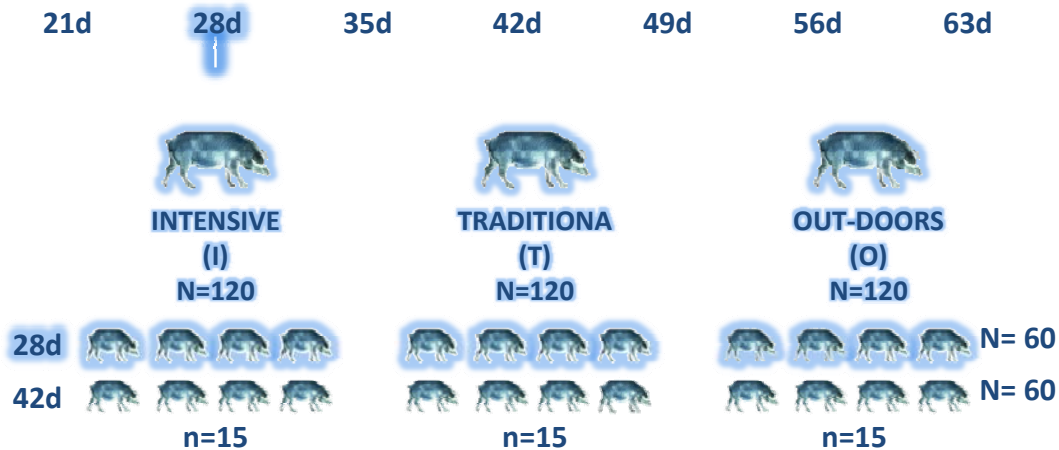 21d 28d 35d 42d 49d 56d 63d
INTENSIVE TRADITIONA OUT-DOORS
(I) (T) (O)
N=120 N=120 N=120
28d N= 60
42d N= 60
n=15 n=15 n=15